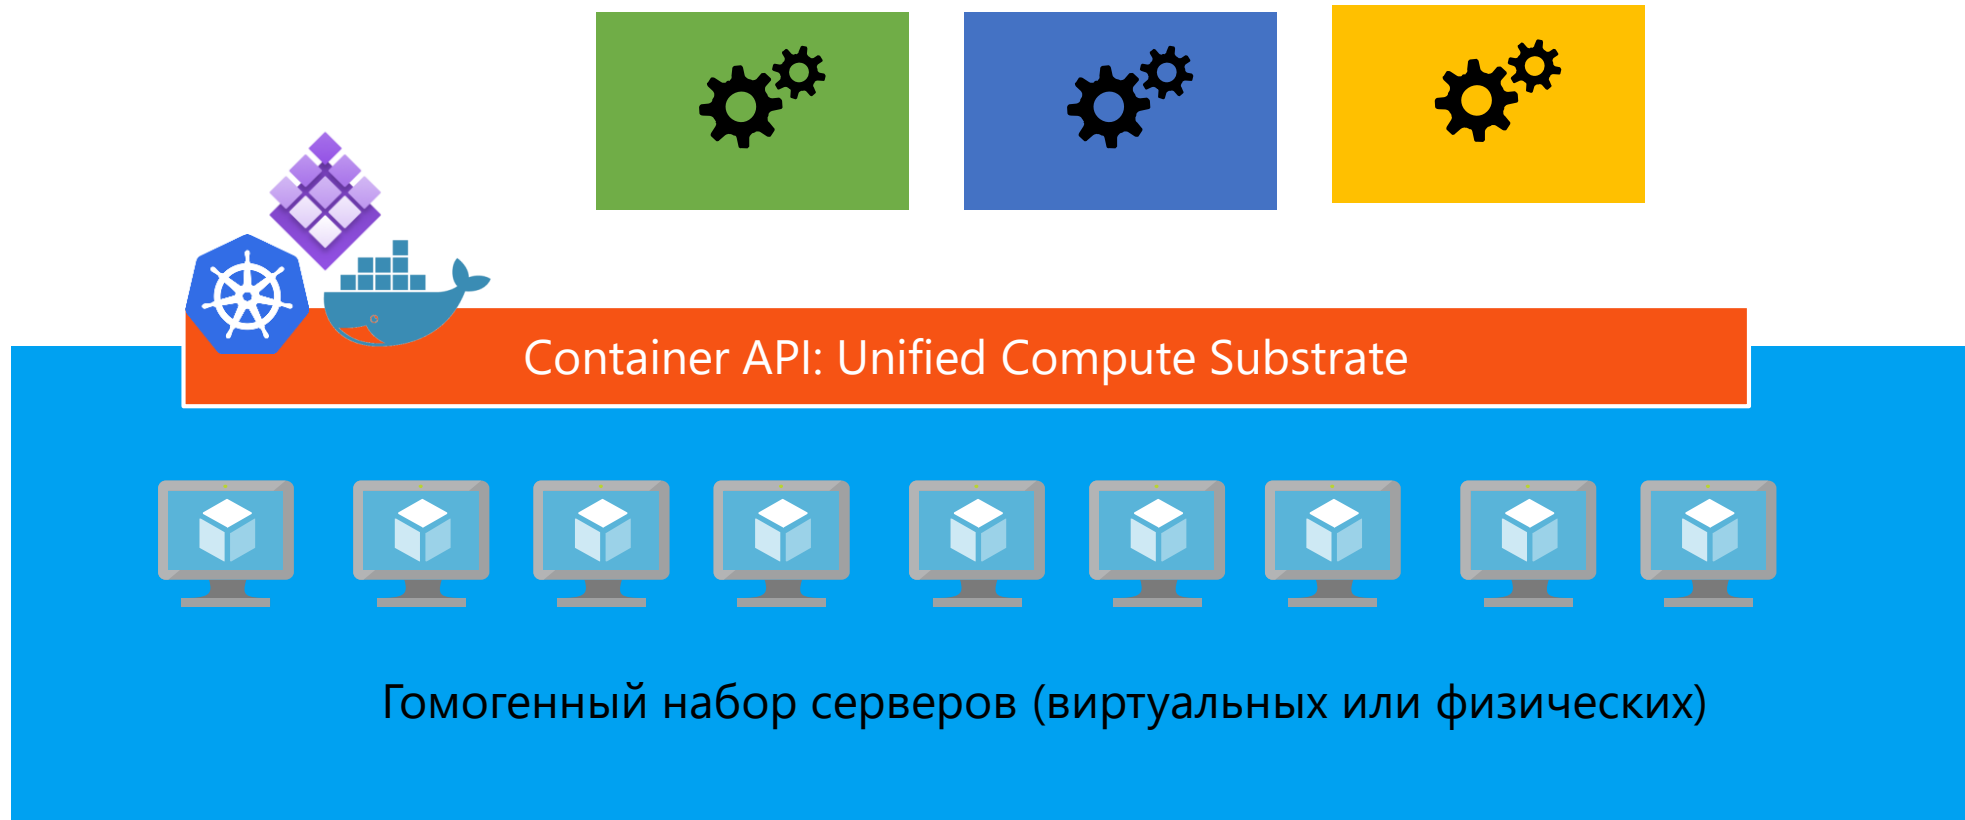 Container API: Unified Compute Substrate
Гомогенный набор серверов (виртуальных или физических)